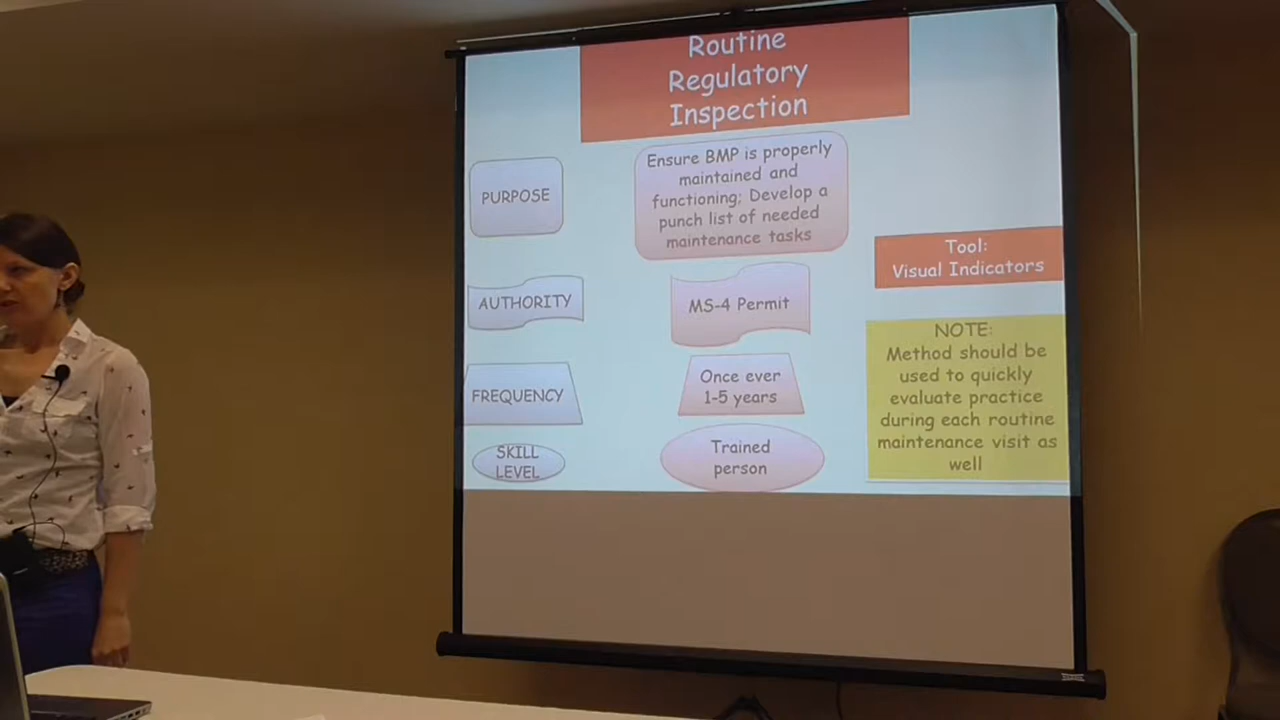 Routine
Regulatory
Inspection
PURPOSE
Ensure BMP is properly
maintained and
functioning; Develop a
punch list of needed
maintenance tasks
AUTHORITY
MS-4 Permit
FREQUENCY
Once ever
1-5 years
SKILL
LEVEL
Trained
person
Tool:
Visual Indicators
NOTE:
Method should be
used to quickly
evaluate practice
during each routine
maintenance visit as
well